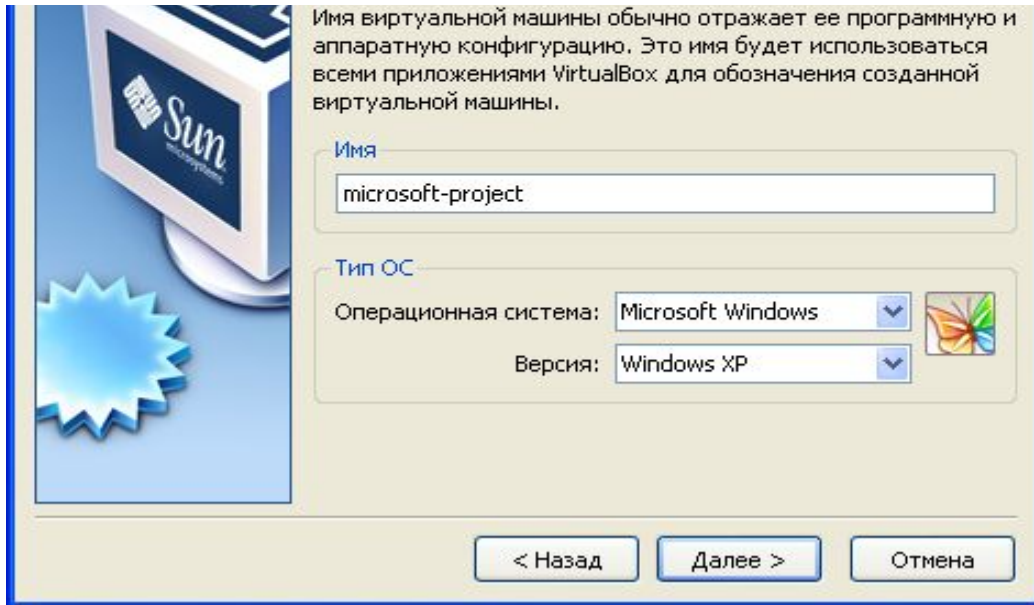 Имя виртуальной машины обычно отражает ее программную и
аппаратную конфигурацию. Это имя будет использоваться
всеми приложениями VirtualBox для обозначения созданной
виртуальной машины.
Sun
microsystems
Имя
microsoft-project
Тип ОС
Операционная система: Microsoft Windows
Версия: Windows XP
< Назад Далее > Отмена